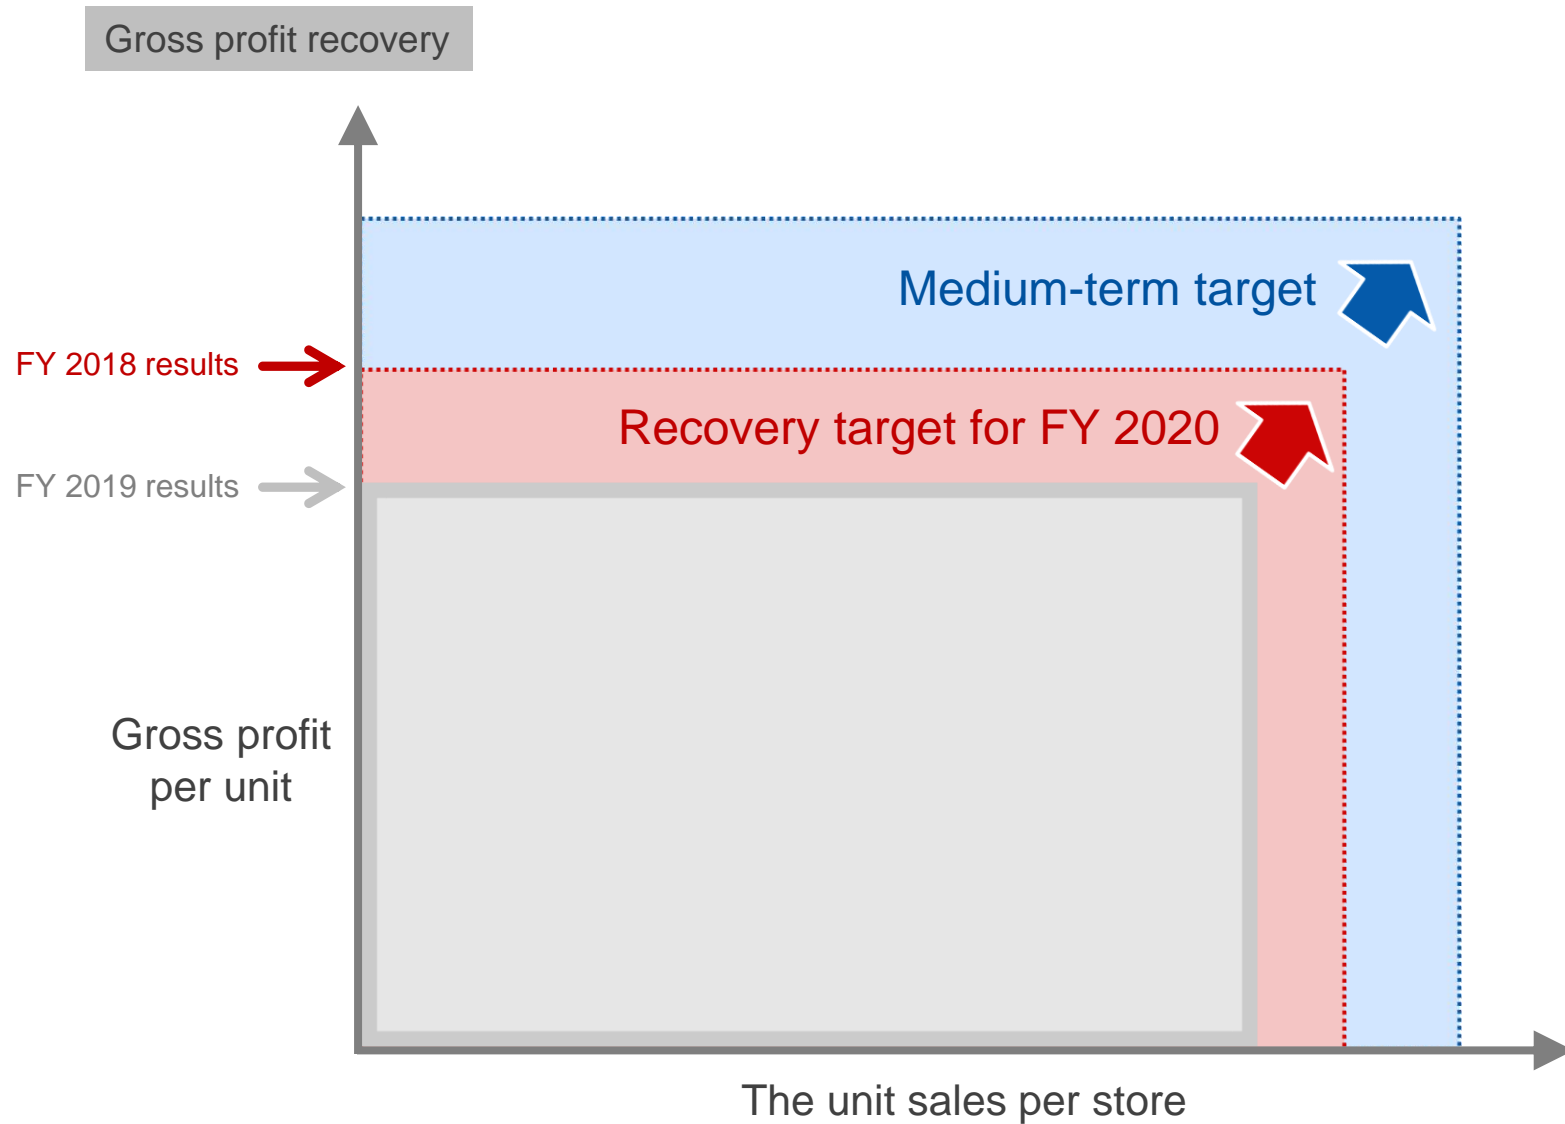 Gross profit recovery
Medium-term target
FY 2018 results
Recovery target for FY 2020
FY 2019 results
Gross profit
per unit
The unit sales per store